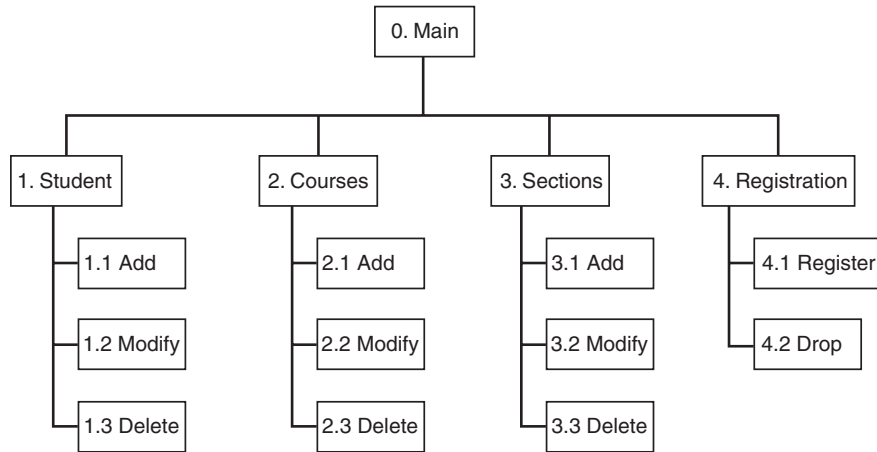 0. Main
1. Student
2. Courses
3. Sections
4. Registration
1.1 Add
2.1 Add
3.1 Add
4.1 Register
1.2 Modify
2.2 Modify
3.2 Modify
4.2 Drop
1.3 Delete
2.3 Delete
3.3 Delete